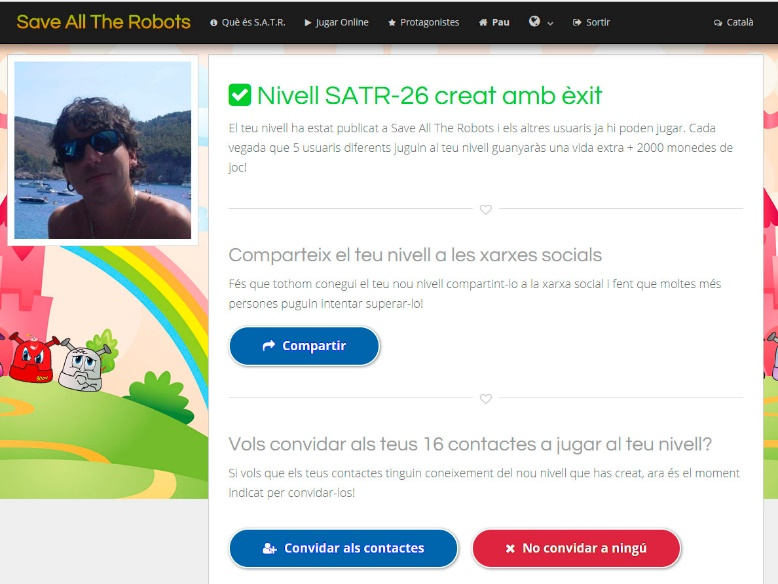 Save All The Robots
Què és S.A.T.R.
Jugar Online
Protagonistes
Pau
Sortir
Català
Nivell SATR-26 creat amb èxit
El teu nivell ha estat publicat a Save All The Robots i els altres usuaris ja hi poden jugar. Cada
vegada que 5 usuaris diferents juguin al teu nivell guanyaràs una vida extra + 2000 monedes de
joc!
Comparteix el teu nivell a les xarxes socials
Fés que tothom conegui el teu nou nivell compartint-lo a la xarxa social i fent que moltes més
persones puguin intentar superar-lo!
Compartir
Vols convidar als teus 16 contactes a jugar al teu nivell?
Si vols que els teus contactes tinguin coneixement del nou nivell que has creat, ara és el moment
indicat per convidar-los!
Convidar als contactes
No convidar a ningú